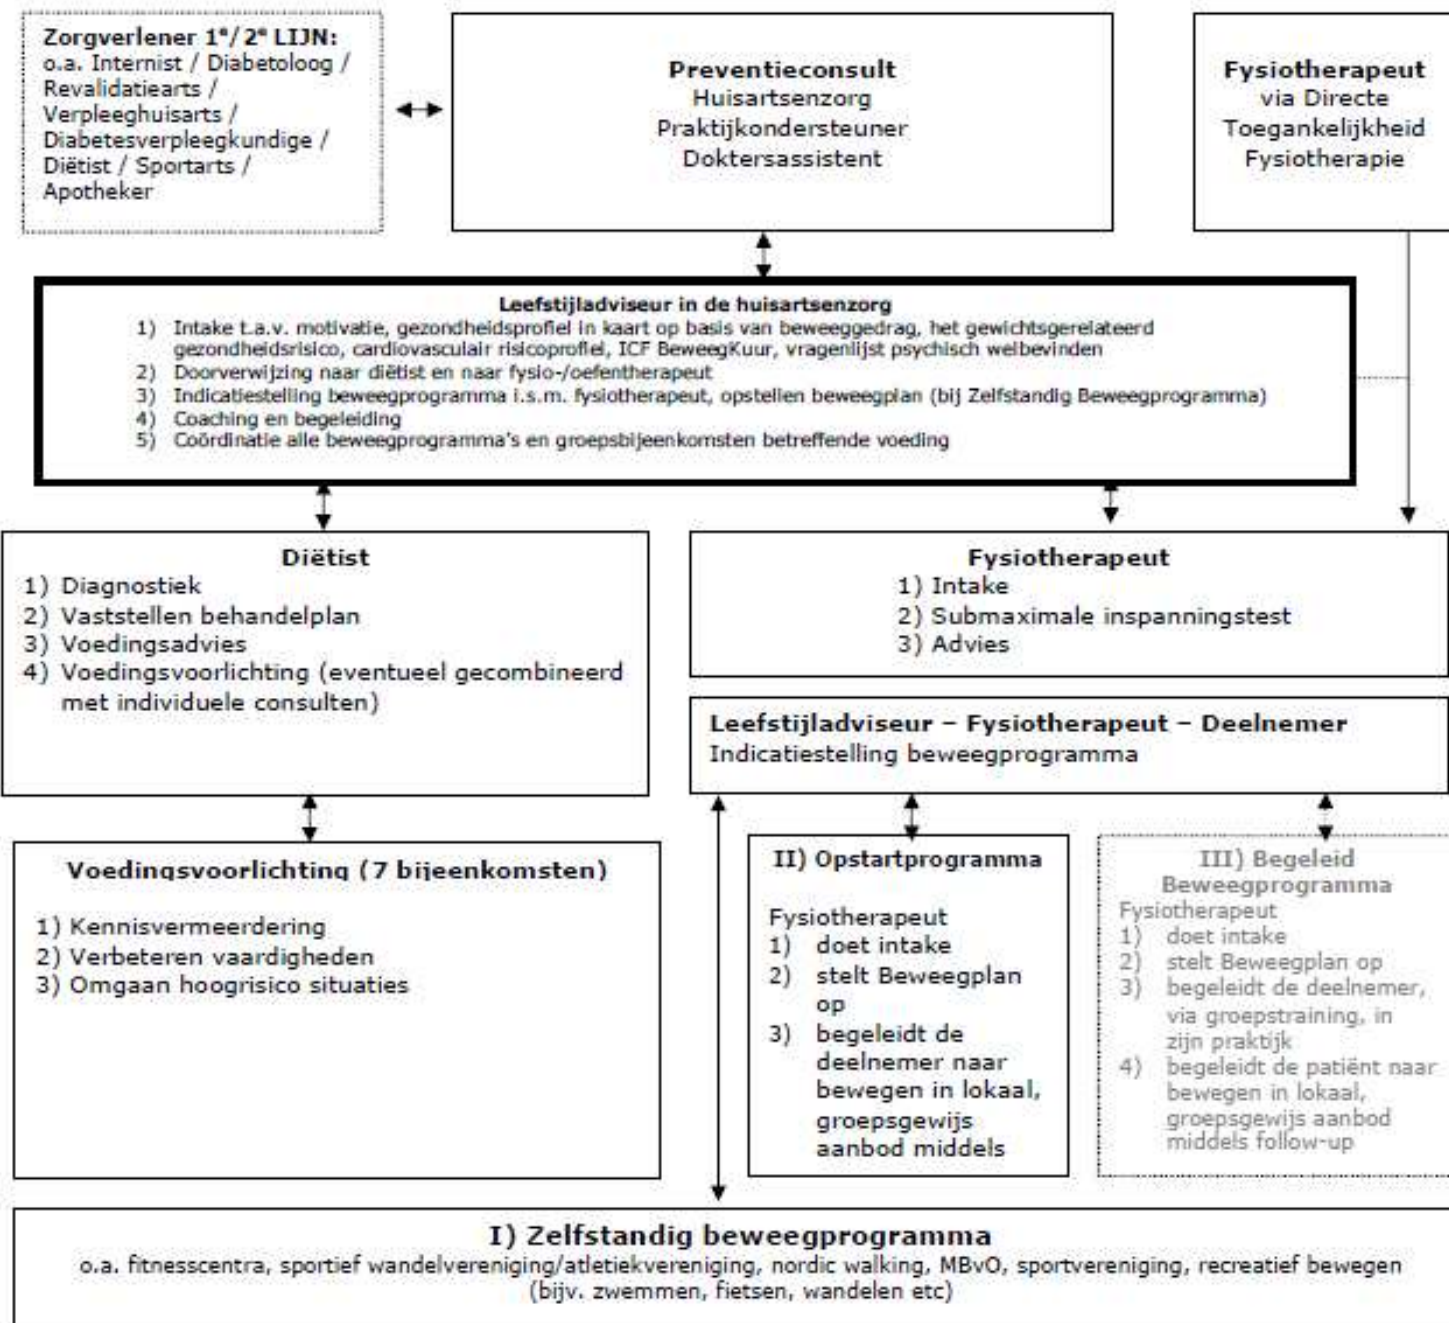 Zorgverlener 1e/2e LIJN:
o.a. Internist / Diabetoloog /
Revalidatiearts /
Verpleeghuisarts /
Diabetesverpleegkundige /
Diëtist / Sportarts /
Apotheker
Preventieconsult
Huisartsenzorg
Praktijkondersteuner
Doktersassistent
Fysiotherapeut
via Directe
Toegankelijkheid
Fysiotherapie
Leefstijladviseur in de huisartsenzorg
1) Intake t.a.v. motivatie, gezondheidsprofiel in kaart op basis van beweeggedrag, het gewichtsgerelateerd
gezondheidsrisico, cardiovasculair risicoprofiel, ICF BeweegKuur, vragenlijst psychisch welbevinden
2) Doorverwijzing naar diëtist en naar fysio-/oefentherapeut
3) Indicatiestelling beweegprogramma i.s.m. fysiotherapeut, opstellen beweegplan (bij Zelfstandig Beweegprogramma)
4) Coaching en begeleiding
5) Coördinatie alle beweegprogramma's en groepsbijeenkomsten betreffende voeding
Diëtist
1) Diagnostiek
2) Vaststellen behandelplan
3) Voedingsadvies
4) Voedingsvoorlichting (eventueel gecombineerd
met individuele consulten)
Fysiotherapeut
1) Intake
2) Submaximale inspanningstest
3) Advies
Leefstijladviseur – Fysiotherapeut – Deelnemer
Indicatiestelling beweegprogramma
Voedingsvoorlichting (7 bijeenkomsten)
1) Kennisvermeerdering
2) Verbeteren vaardigheden
3) Omgaan hoogrisico situaties
II) Opstartprogramma
Fysiotherapeut
1) doet intake
2) stelt Beweegplan
op
3) begeleidt de
deelnemer naar
bewegen in lokaal,
groepsgewijs
aanbod middels
III) Begeleid
Beweegprogramma
Fysiotherapeut
1) doet intake
2) stelt Beweegplan op
3) begeleidt de deelnemer,
via groepstraining, in
zijn praktijk
4) begeleidt de patiënt naar
bewegen in lokaal,
groepsgewijs aanbod
middels follow-up
I) Zelfstandig beweegprogramma
o.a. fitnesscentra, sportief wandelvereniging/atletiekvereniging, nordic walking, MBvO, sportvereniging, recreatief bewegen
(bijv. zwemmen, fietsen, wandelen etc)